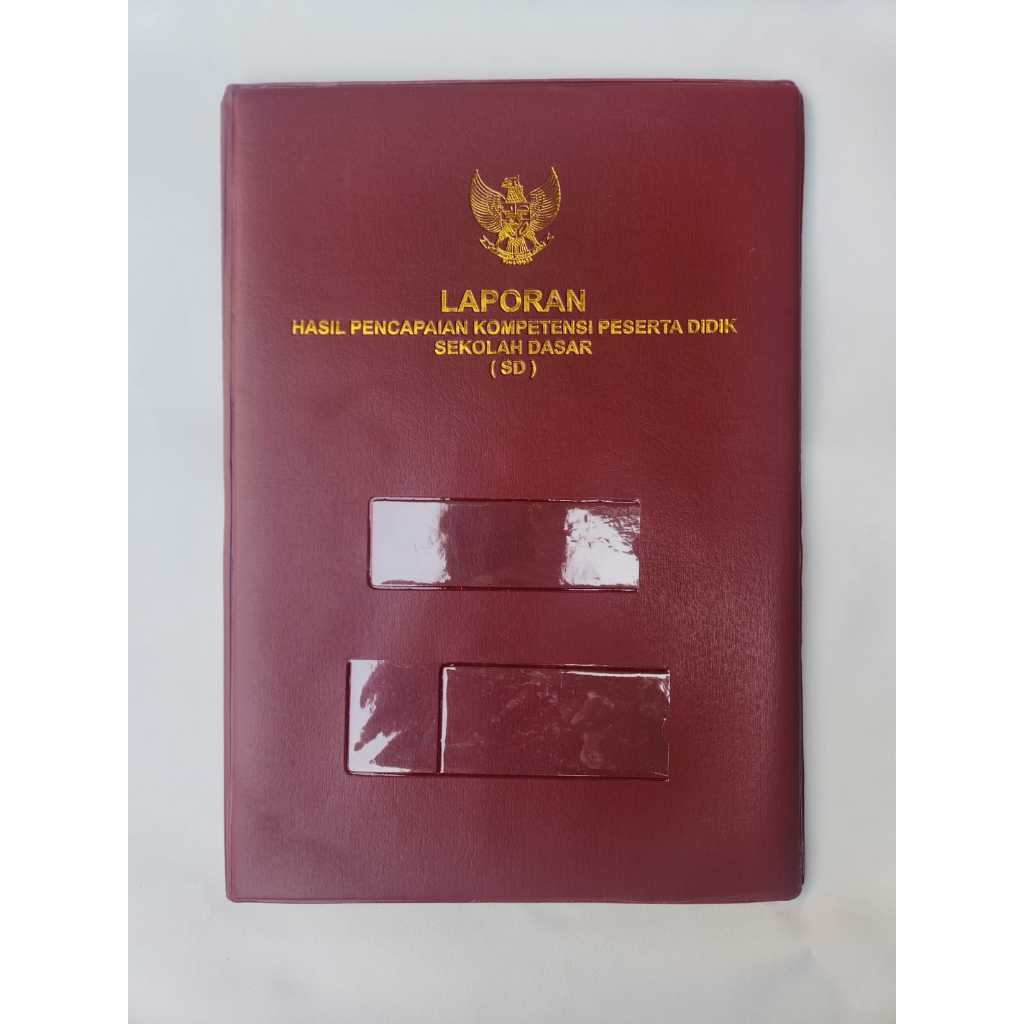 LAPORAN
HASIL PENCAPAIAN KOMPETENSI PESERTA DIDIK
SEKOLAH DASAR
( SD )